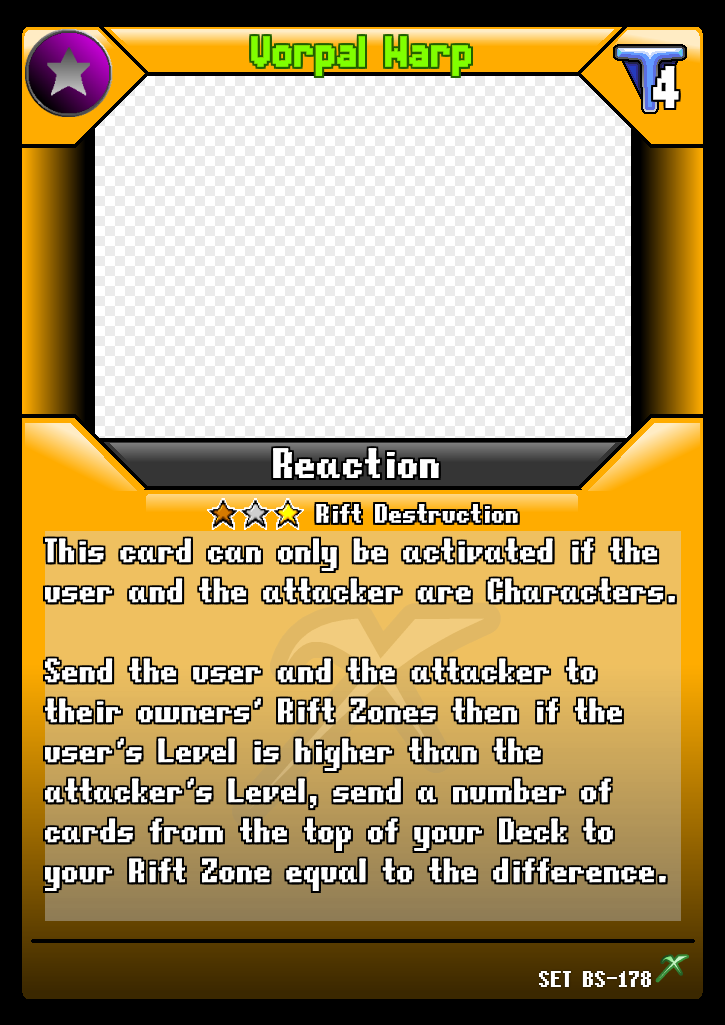 Vorpal Warp
T4
Reaction
Rift Destruction
This card can only be activated if the
user and the attacker are Characters.
Send the user and the attacker to
their owners' Rift Zones then if the
user's Level is higher than the
attacker's Level, send a number of
cards from the top of your Deck to
your Rift Zone equal to the difference.
SET BS-178